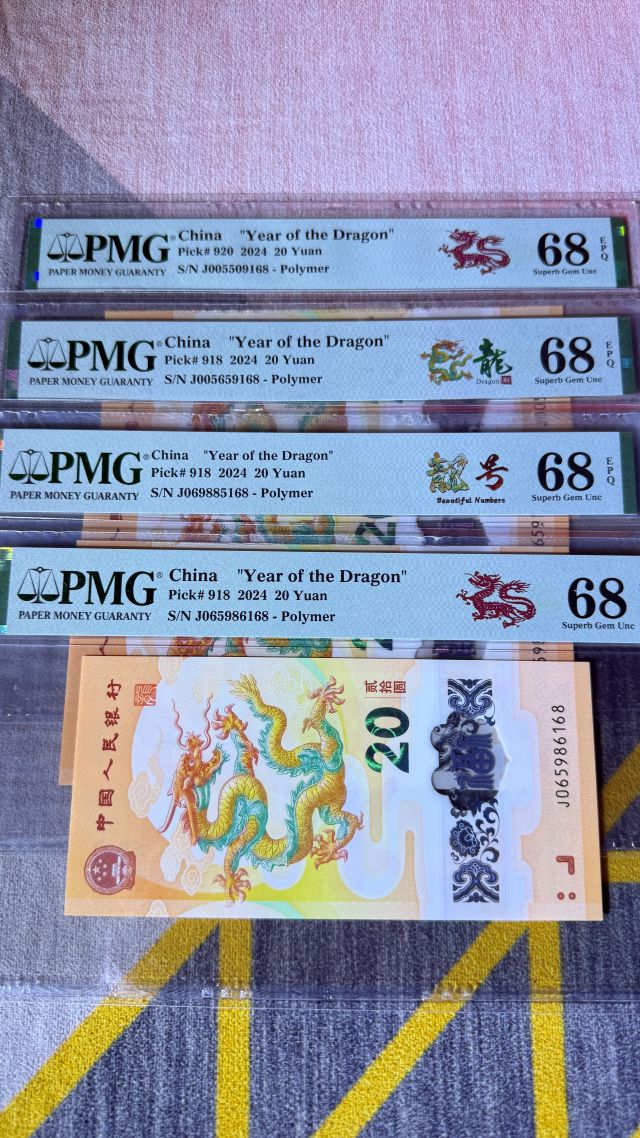 PMG®
PAPER MONEY GUARANTY
China "Year of the Dragon"
Pick# 920 2024 20 Yuan
S/N J005509168 - Polymer
68
EPQ
Superb Gem Unc
PMG®
PAPER MONEY GUARANTY
China "Year of the Dragon"
Pick# 918 2024 20 Yuan
S/N J005659168 - Polymer
龍
Dragon
68
EPQ
Superb Gem Unc
PMG®
PAPER MONEY GUARANTY
China "Year of the Dragon"
Pick# 918 2024 20 Yuan
S/N J069885168 - Polymer
号
Beautiful Numbers
68
EPQ
Superb Gem Unc
PMG®
PAPER MONEY GUARANTY
China "Year of the Dragon"
Pick# 918 2024 20 Yuan
S/N J065986168 - Polymer
68
Superb Gem Unc
中国人民银行
贰拾圆
20
J065986168